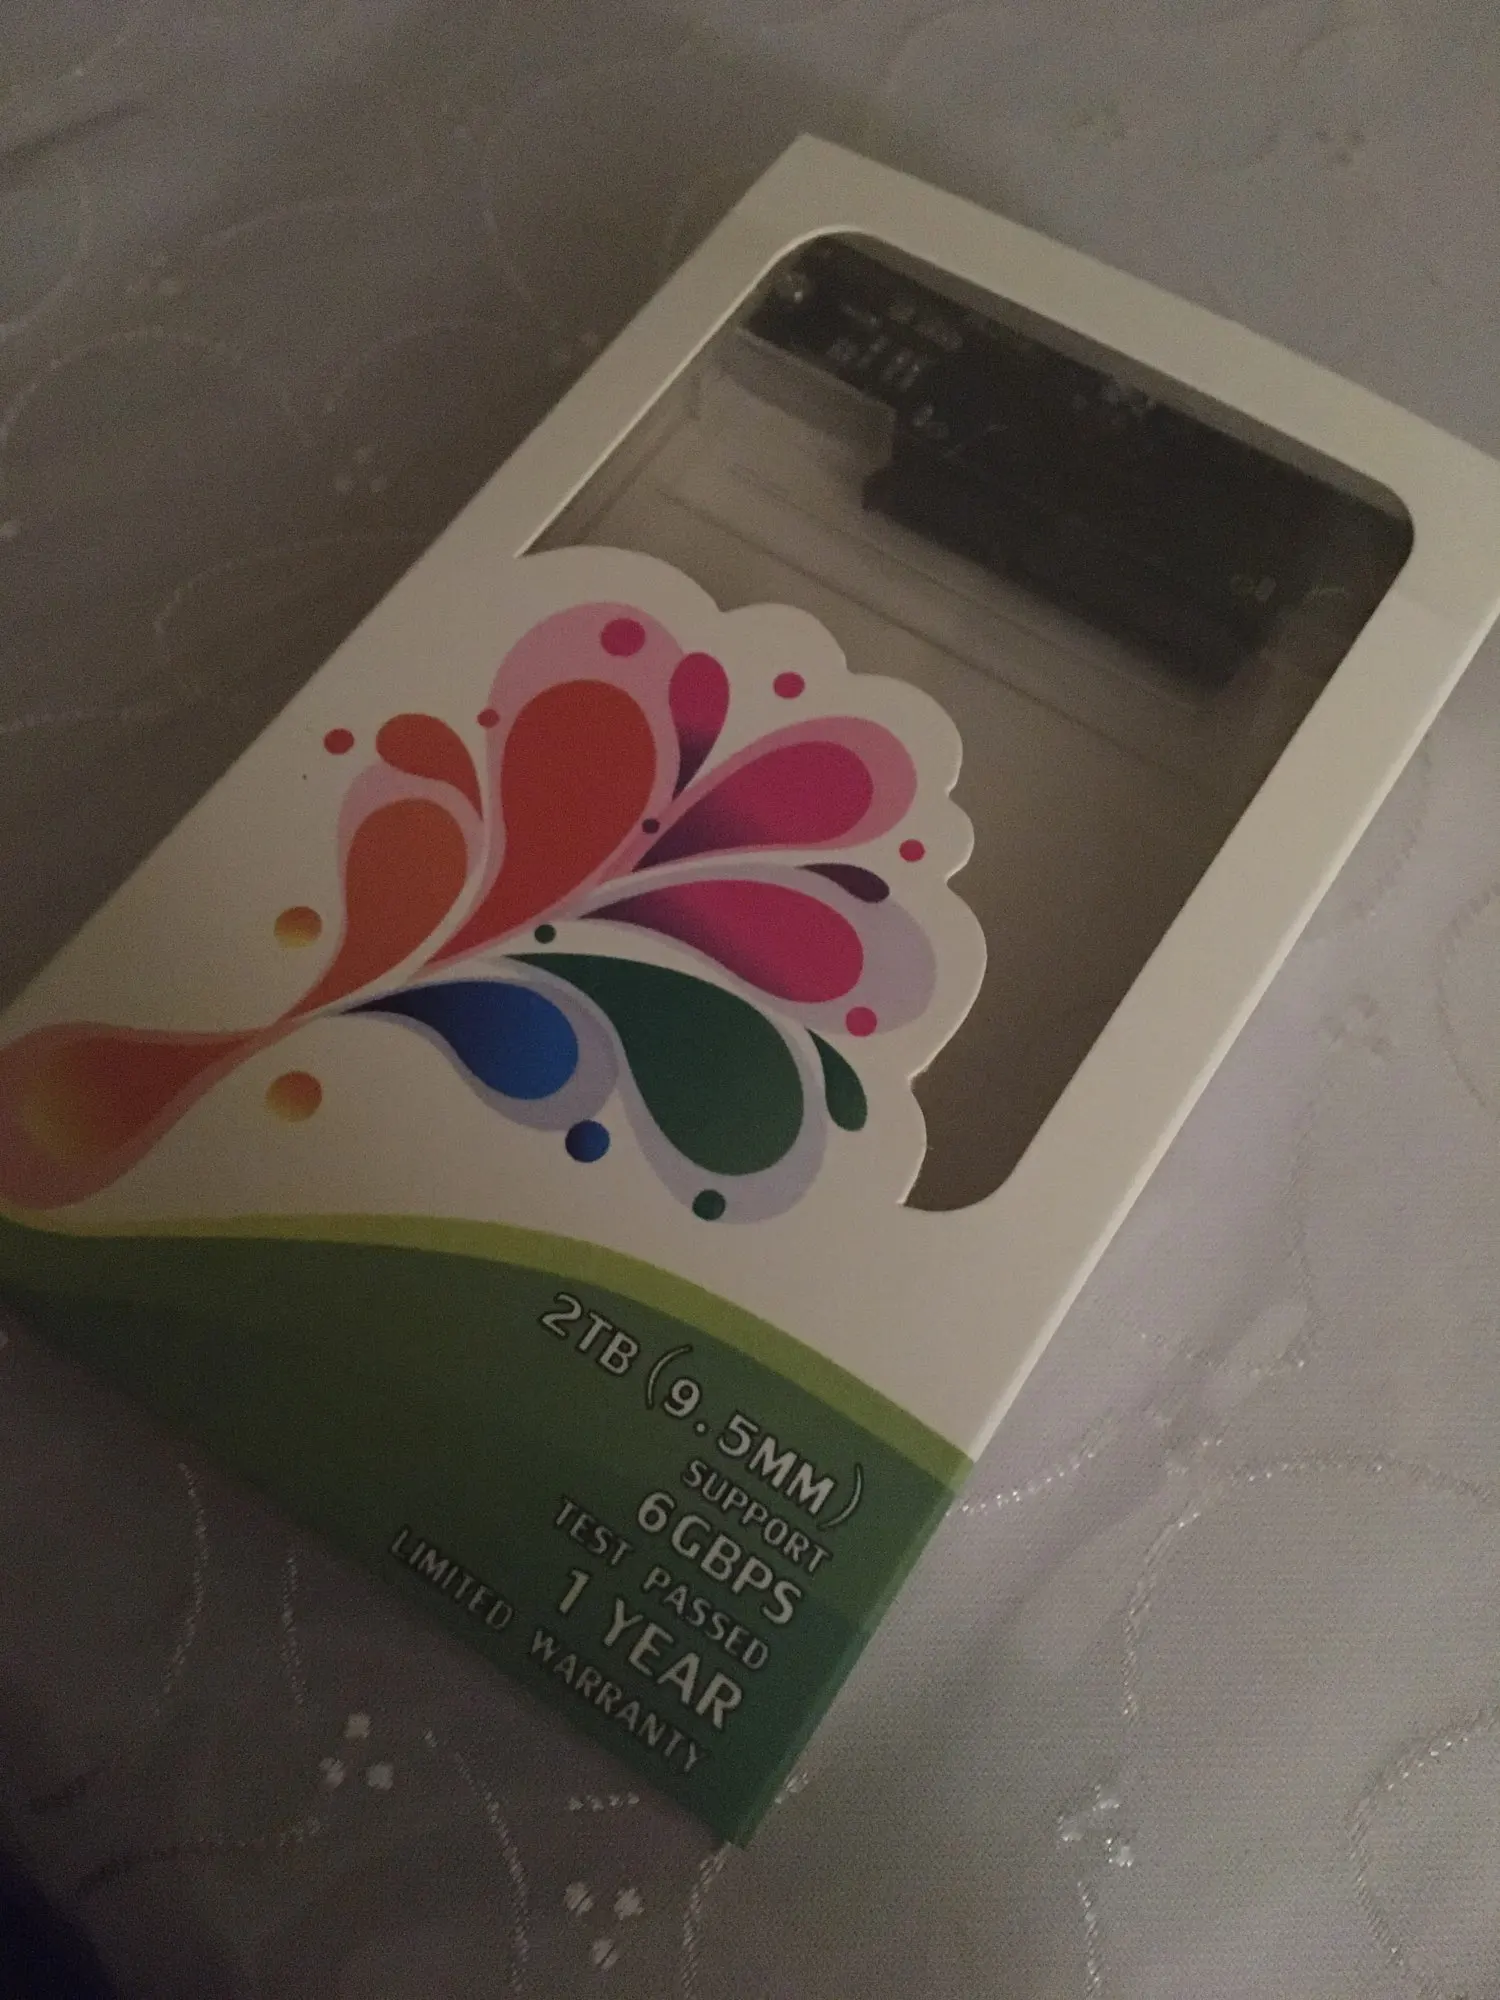 2TB (9.5MM)
SUPPORT
6GBPS
TEST PASSED
1 YEAR
LIMITED WARRANTY